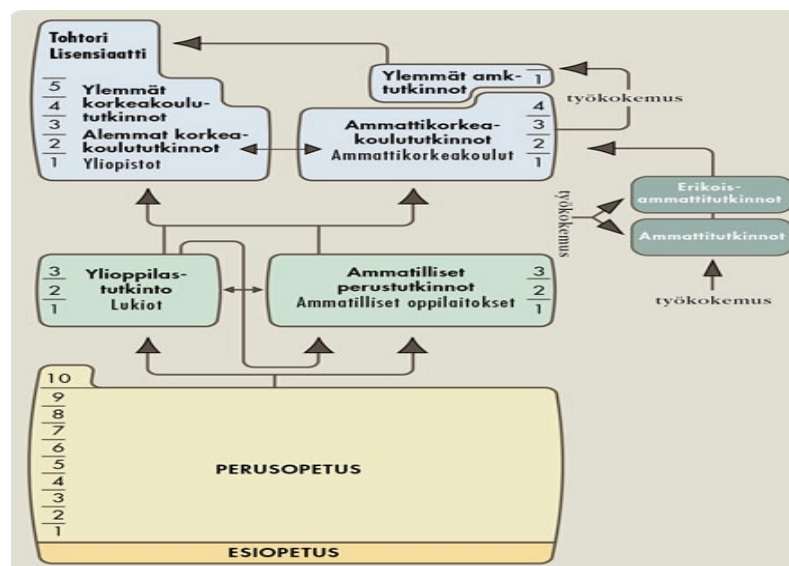 Tohtori
Lisensiaatti
5
4
3
2
1
Ylemmät
korkeakoulu-
tutkinnot
Alemmat korkea-
koulututkinnot
Yliopistot
Ylemmät amk-
tutkinnot
1
työkokemus
Ammattikorkea-
koulututkinnot
Ammattikorkeakoulut
4
3
2
1
Erikois-
ammattitutkinnot
Ammattitutkinnot
työkokemus
työkokemus
3
2
1
Ylioppilas-
tutkinto
Lukiot
Ammatilliset
perustutkinnot
Ammatilliset oppilaitokset
3
2
1
10
9
8
7
6
5
4
3
2
1
PERUSOPETUS
ESIOPETUS